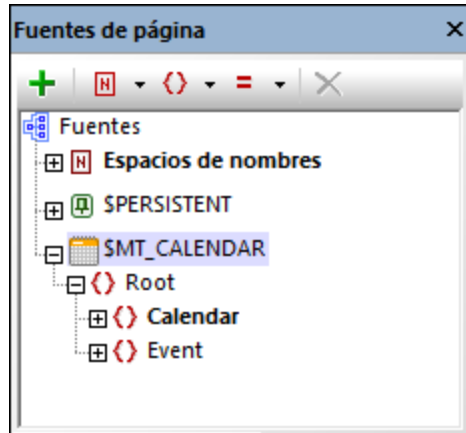 Fuentes de página
Fuentes
Espacios de nombres
$PERSISTENT
$MT_CALENDAR
Root
Calendar
Event